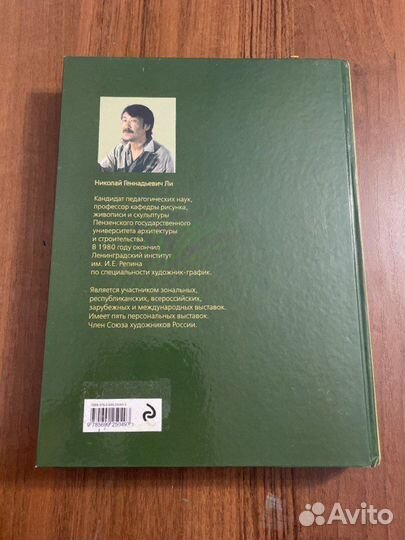 Николай Геннадьевич Ли
Кандидат педагогических наук,
профессор кафедры рисунка,
живописи и скульптуры
Пензенского государственного
университета архитектуры
и строительства.
В 1980 году окончил
Ленинградский институт
им. И.Е. Репина
по специальности художник-график.
Является участником зональных,
республиканских, всероссийских,
зарубежных и международных выставок.
Имеет пять персональных выставок.
Член Союза художников России.
Avito